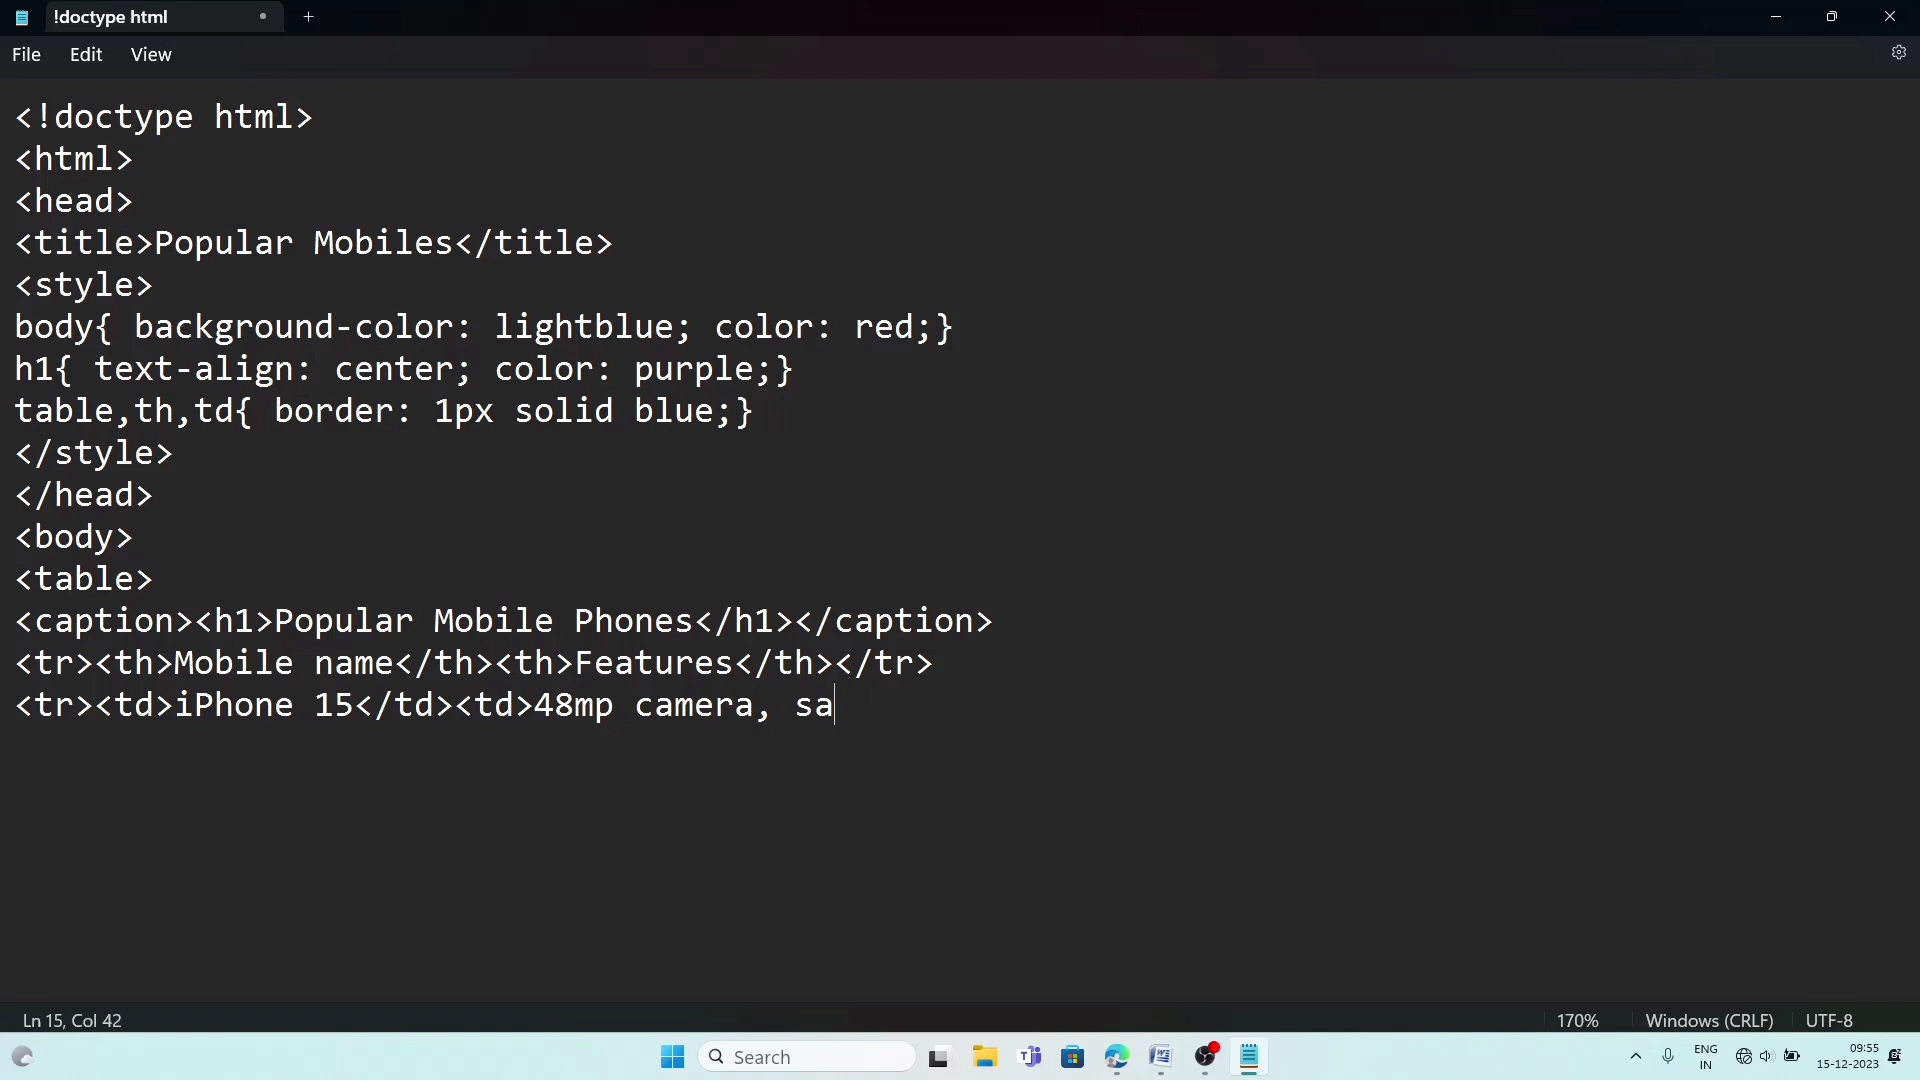 !doctype html
File Edit View
<!doctype html>
<html>
<head>
<title>Popular Mobiles</title>
<style>
body{ background-color: lightblue; color: red;}
h1{ text-align: center; color: purple;}
table,th,td{ border: 1px solid blue;}
</style>
</head>
<body>
<table>
<caption><h1>Popular Mobile Phones</h1></caption>
<tr><th>Mobile name</th><th>Features</th></tr>
<tr><td>iPhone 15</td><td>48mp camera, sa
Ln 15, Col 42 170% Windows (CRLF) UTF-8
Search
ENG
IN
09:55
15-12-2023